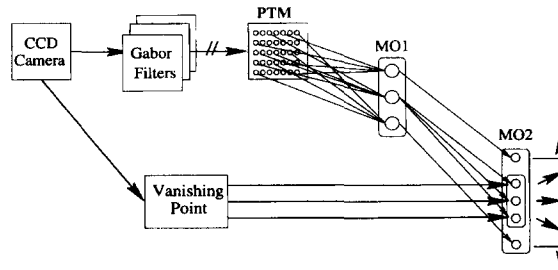 PTM
MO1
CCD
Camera
Gabor
Filters
//
MO2
Vanishing
Point